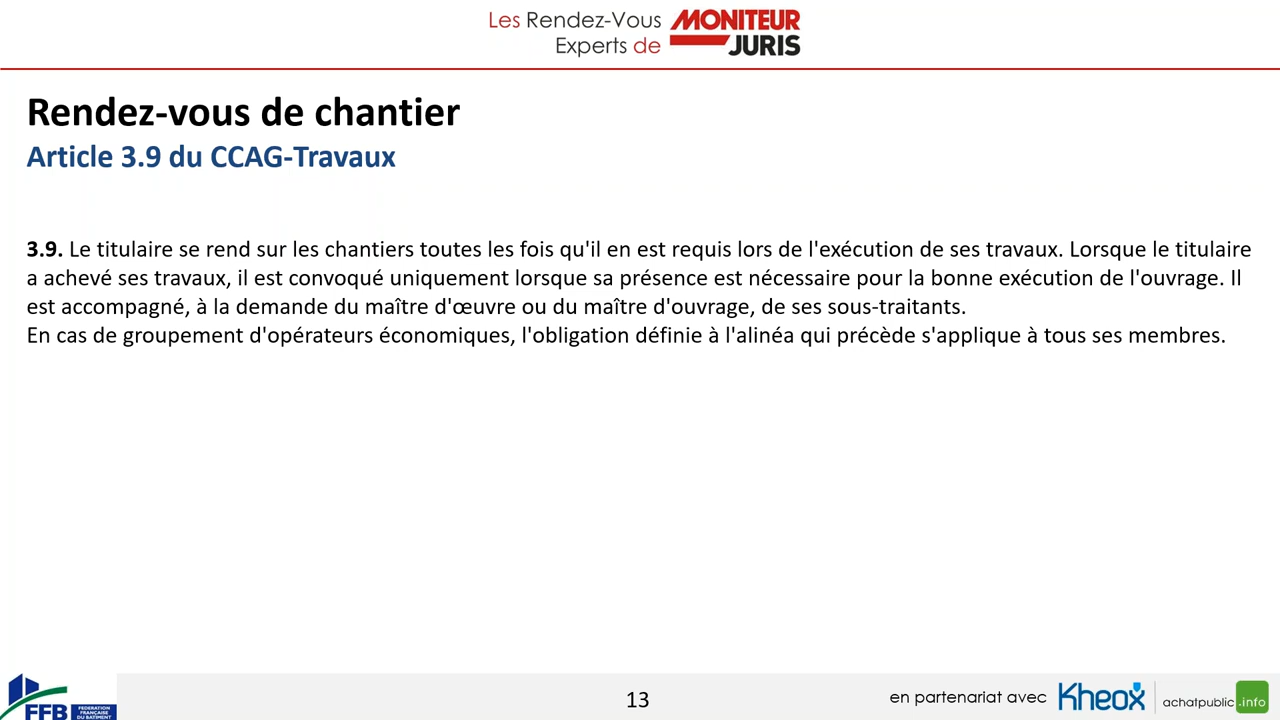 Les Rendez-Vous
Experts de
MONITEUR
JURIS
Rendez-vous de chantier
Article 3.9 du CCAG-Travaux
3.9. Le titulaire se rend sur les chantiers toutes les fois qu'il en est requis lors de l'exécution de ses travaux. Lorsque le titulaire
a achevé ses travaux, il est convoqué uniquement lorsque sa présence est nécessaire pour la bonne exécution de l'ouvrage. Il
est accompagné, à la demande du maître d'œuvre ou du maître d'ouvrage, de ses sous-traitants.
En cas de groupement d'opérateurs économiques, l'obligation définie à l'alinéa qui précède s'applique à tous ses membres.
FFB
FEDERATION
FRANÇAISE
DU BÂTIMENT
13
en partenariat avec
Kheox
achatpublic.info